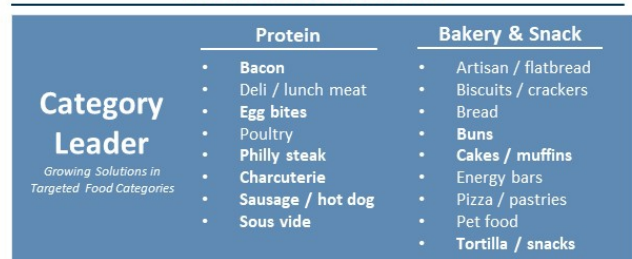 Category
Leader
Growing Solutions in
Targeted Food Categories
Protein
• Bacon
• Deli / lunch meat
• Egg bites
• Poultry
• Philly steak
• Charcuterie
• Sausage / hot dog
• Sous vide
Bakery & Snack
• Artisan / flatbread
• Biscuits / crackers
• Bread
• Buns
• Cakes / muffins
• Energy bars
• Pizza / pastries
• Pet food
• Tortilla / snacks